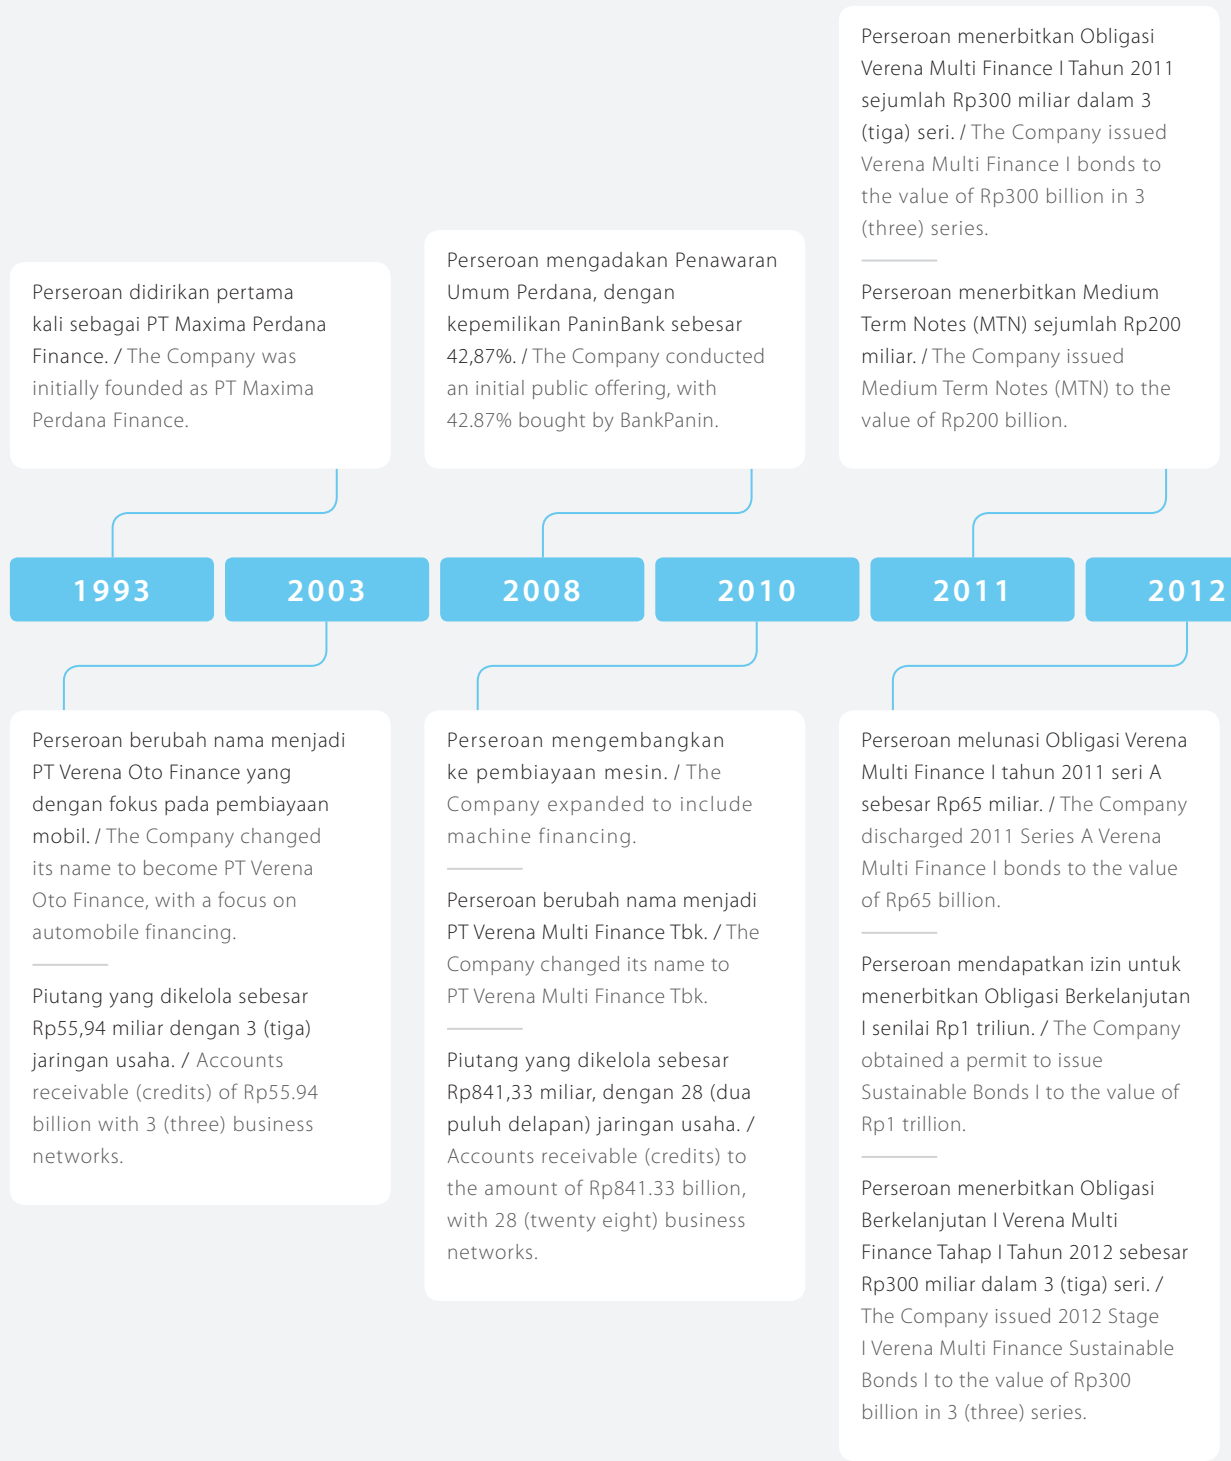 Perseroan didirikan pertama
kali sebagai PT Maxima Perdana
Finance. / The Company was
initially founded as PT Maxima
Perdana Finance.
Perseroan mengadakan Penawaran
Umum Perdana, dengan
kepemilikan PaninBank sebesar
42,87%. / The Company conducted
an initial public offering, with
42.87% bought by BankPanin.
Perseroan menerbitkan Obligasi
Verena Multi Finance I Tahun 2011
sejumlah Rp300 miliar dalam 3
(tiga) seri. / The Company issued
Verena Multi Finance I bonds to
the value of Rp300 billion in 3
(three) series.
Perseroan menerbitkan Medium
Term Notes (MTN) sejumlah Rp200
miliar. / The Company issued
Medium Term Notes (MTN) to the
value of Rp200 billion.
1993 2003 2008 2010 2011 2012
Perseroan berubah nama menjadi
PT Verena Oto Finance yang
dengan fokus pada pembiayaan
mobil. / The Company changed
its name to become PT Verena
Oto Finance, with a focus on
automobile financing.
Piutang yang dikelola sebesar
Rp55,94 miliar dengan 3 (tiga)
jaringan usaha. / Accounts
receivable (credits) of Rp55.94
billion with 3 (three) business
networks.
Perseroan mengembangkan
ke pembiayaan mesin. / The
Company expanded to include
machine financing.
Perseroan berubah nama menjadi
PT Verena Multi Finance Tbk. / The
Company changed its name to
PT Verena Multi Finance Tbk.
Piutang yang dikelola sebesar
Rp841,33 miliar, dengan 28 (dua
puluh delapan) jaringan usaha. /
Accounts receivable (credits) to
the amount of Rp841.33 billion,
with 28 (twenty eight) business
networks.
Perseroan melunasi Obligasi Verena
Multi Finance I tahun 2011 seri A
sebesar Rp65 miliar. / The Company
discharged 2011 Series A Verena
Multi Finance I bonds to the value
of Rp65 billion.
Perseroan mendapatkan izin untuk
menerbitkan Obligasi Berkelanjutan
I senilai Rp1 triliun. / The Company
obtained a permit to issue
Sustainable Bonds I to the value of
Rp1 trillion.
Perseroan menerbitkan Obligasi
Berkelanjutan I Verena Multi
Finance Tahap I Tahun 2012 sebesar
Rp300 miliar dalam 3 (tiga) seri. /
The Company issued 2012 Stage
I Verena Multi Finance Sustainable
Bonds I to the value of Rp300
billion in 3 (three) series.